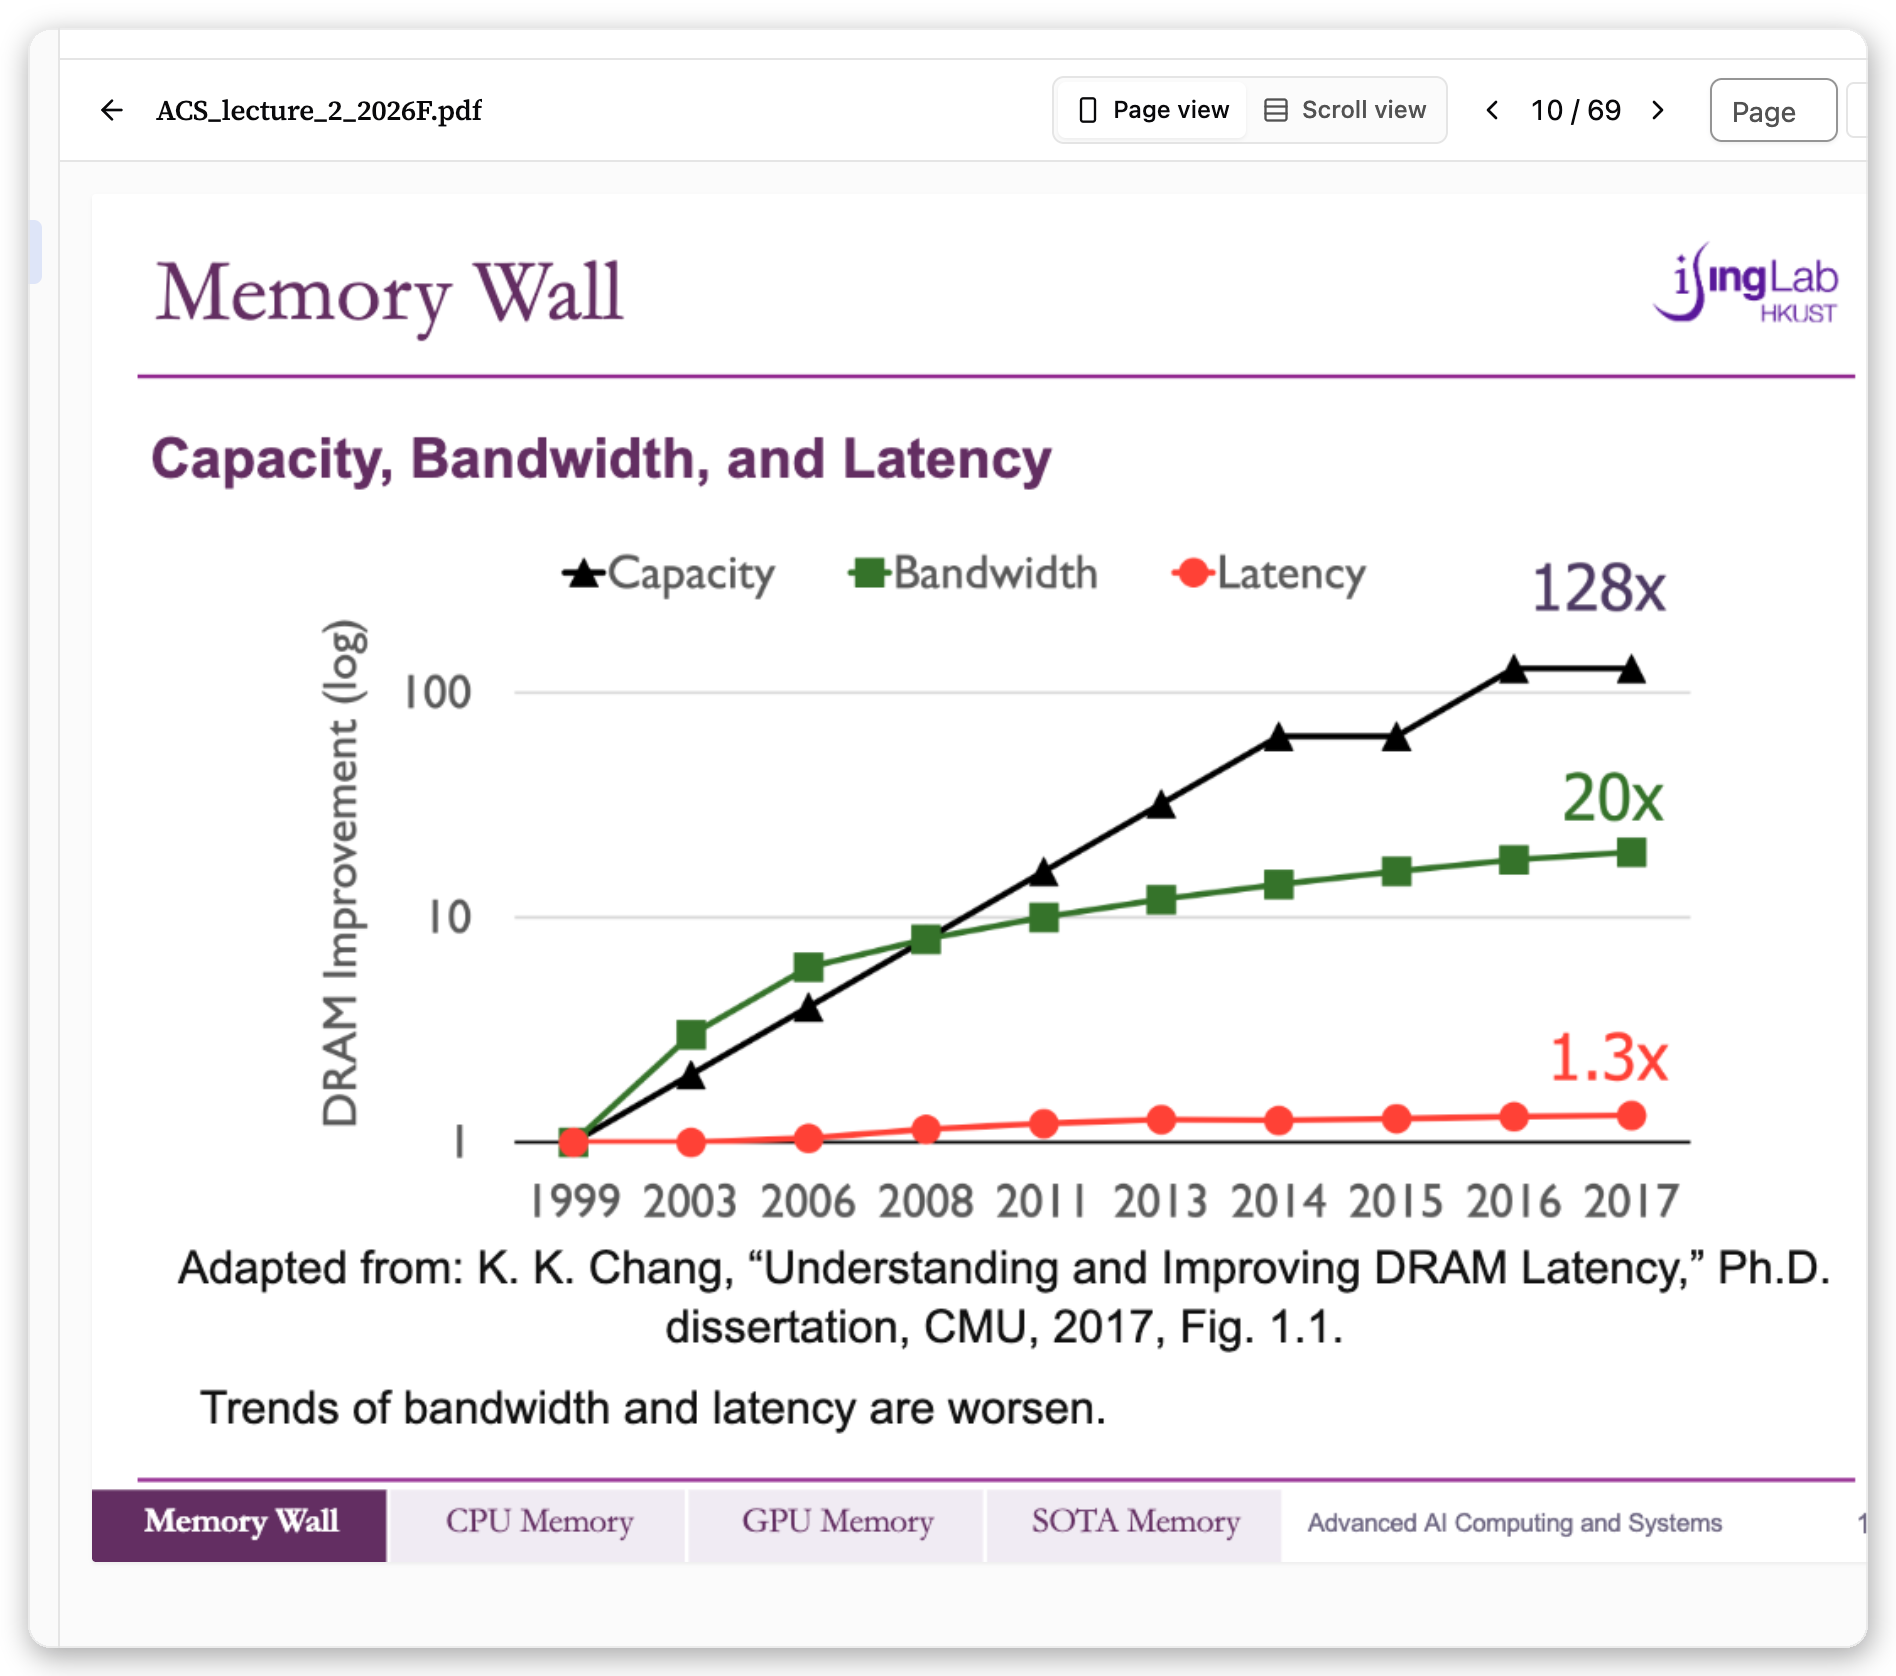 ACS_lecture_2_2026F.pdf
Page view
Scroll view
10 / 69
Page
Memory Wall
isingLab
HKUST
Capacity, Bandwidth, and Latency
Capacity
Bandwidth
Latency
128x
DRAM Improvement (log)
100
20x
10
1.3x
1
1999 2003 2006 2008 2011 2013 2014 2015 2016 2017
Adapted from: K. K. Chang, “Understanding and Improving DRAM Latency,” Ph.D.
dissertation, CMU, 2017, Fig. 1.1.
Trends of bandwidth and latency are worsen.
Memory Wall
CPU Memory
GPU Memory
SOTA Memory
Advanced AI Computing and Systems